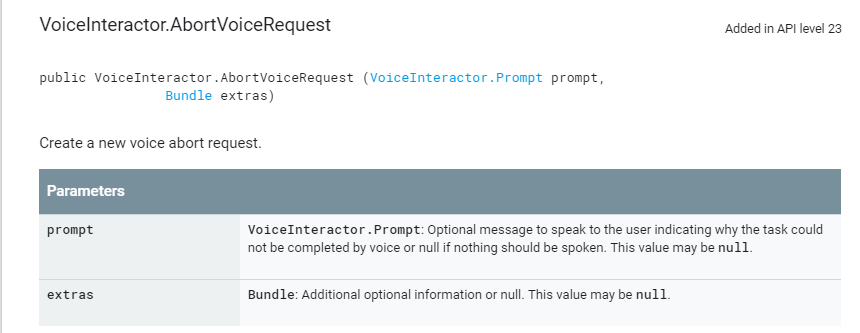 VoiceInteractor.AbortVoiceRequest
Added in API level 23
public VoiceInteractor.AbortVoiceRequest (VoiceInteractor.Prompt prompt,
Bundle extras)
Create a new voice abort request.
Parameters
prompt
VoiceInteractor.Prompt: Optional message to speak to the user indicating why the task could
not be completed by voice or null if nothing should be spoken. This value may be null.
extras
Bundle: Additional optional information or null. This value may be null.